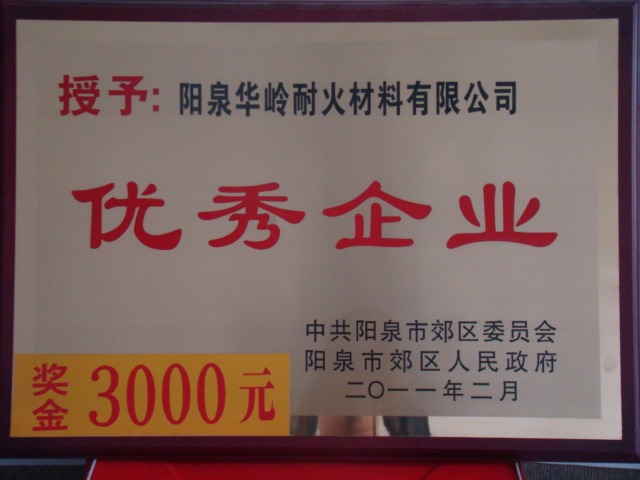 授予: 阳泉华岭耐火材料有限公司
优秀企业
中共阳泉市郊区委员会
阳泉市郊区人民政府
二〇一一年二月
奖金 3000元